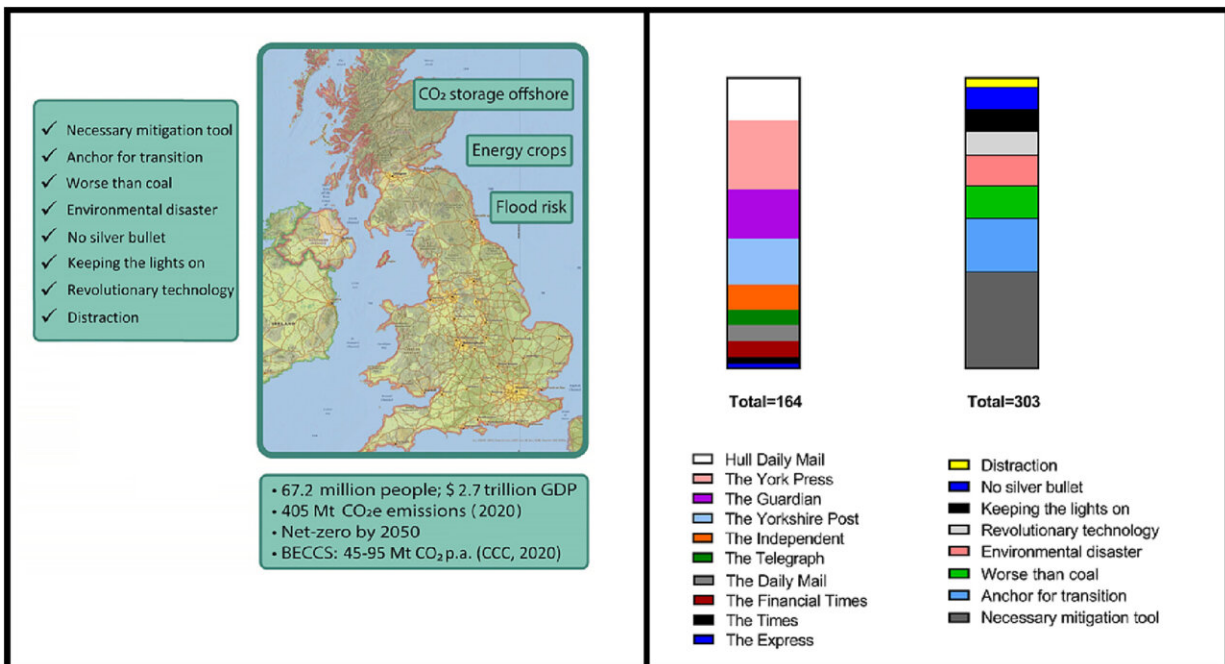 Necessary mitigation tool
Anchor for transition
Worse than coal
Environmental disaster
No silver bullet
Keeping the lights on
Revolutionary technology
Distraction
CO₂ storage offshore
Energy crops
Flood risk
IRELAND
• 67.2 million people; $ 2.7 trillion GDP
• 405 Mt CO₂e emissions (2020)
• Net-zero by 2050
• BECCS: 45-95 Mt CO₂ p.a. (CCC, 2020)
Total=164
Hull Daily Mail
The York Press
The Guardian
The Yorkshire Post
The Independent
The Telegraph
The Daily Mail
The Financial Times
The Times
The Express
Total=303
Distraction
No silver bullet
Keeping the lights on
Revolutionary technology
Environmental disaster
Worse than coal
Anchor for transition
Necessary mitigation tool